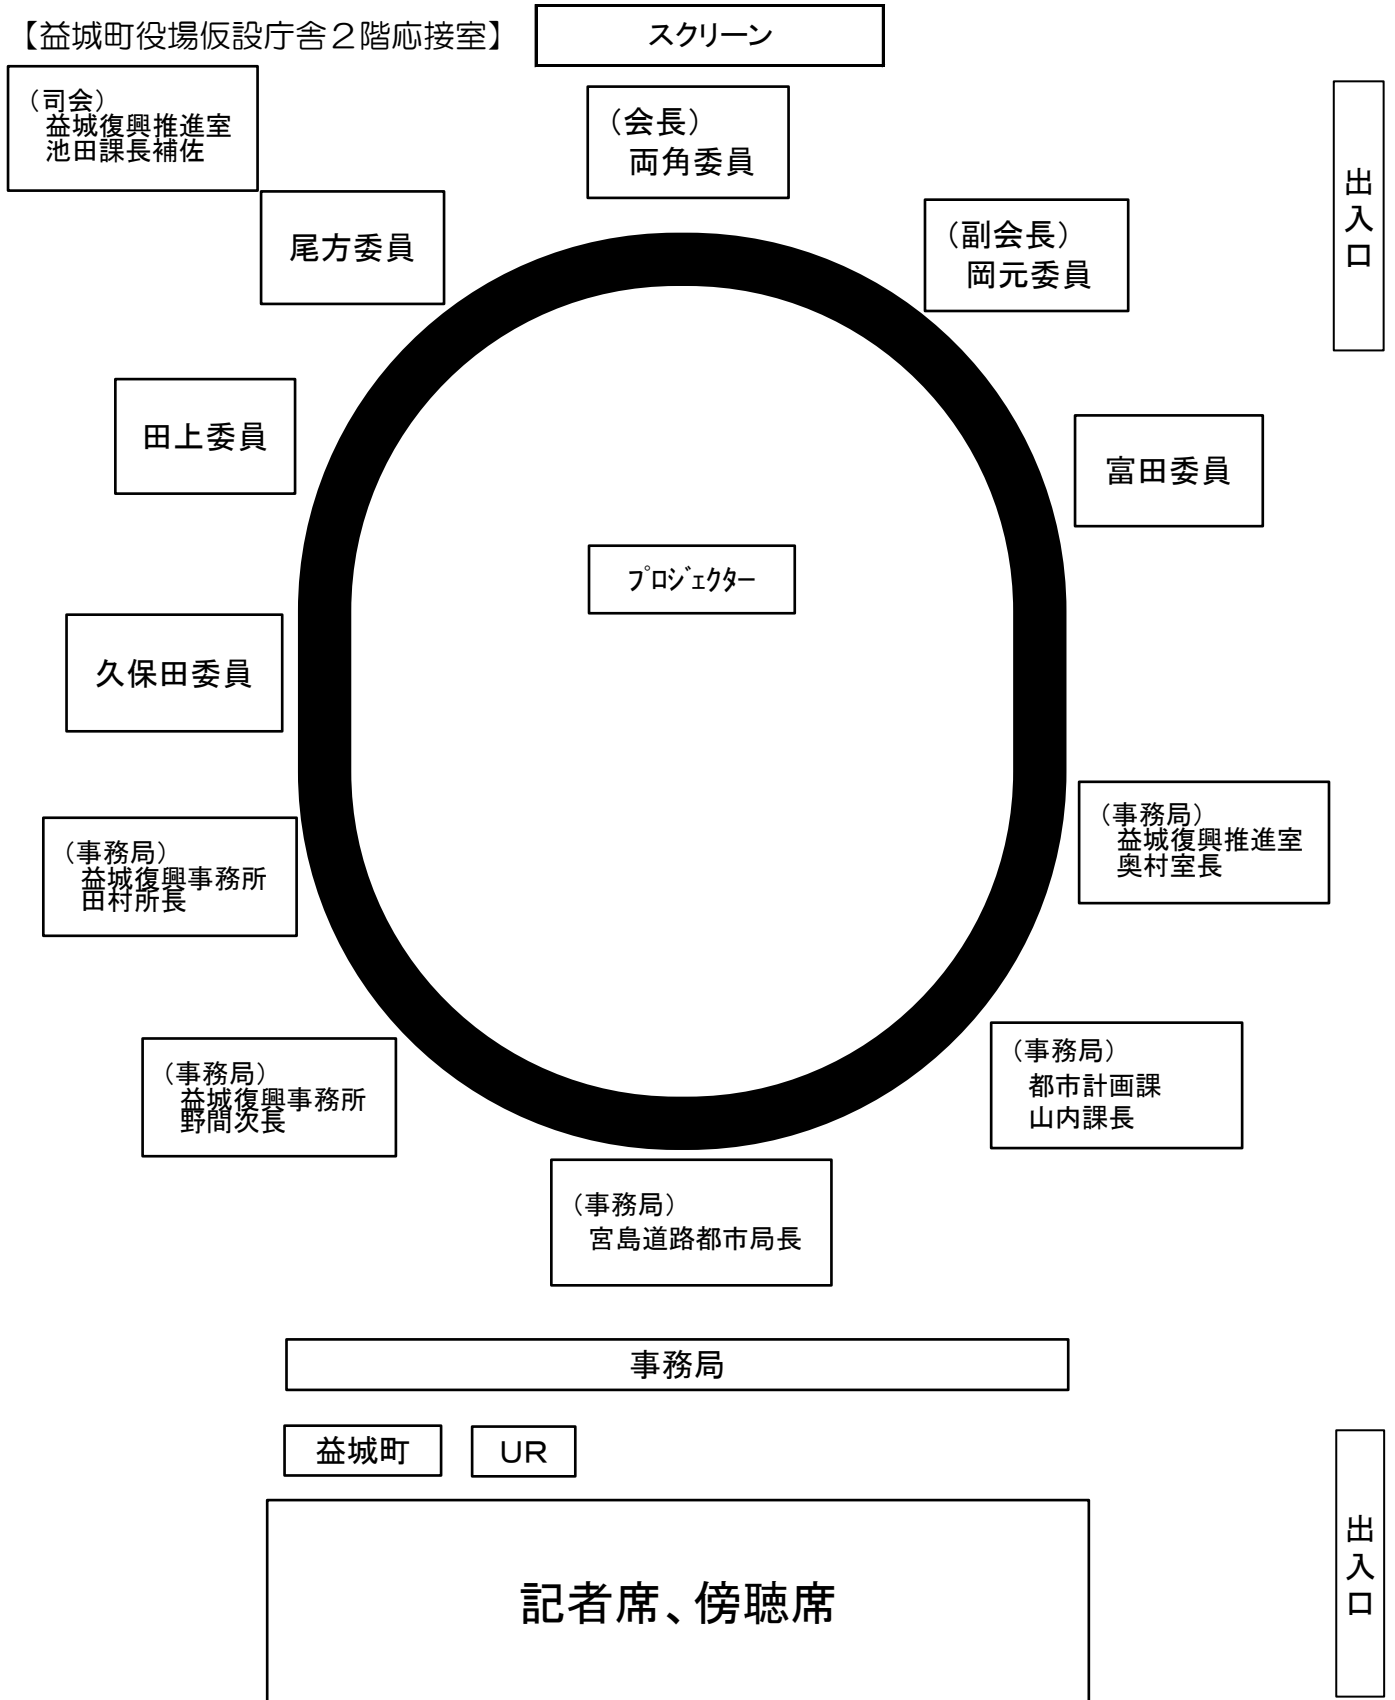 【益城町役場仮設庁舎２階応接室】
スクリーン
（司会）
益城復興推進室
池田課長補佐
（会長）
両角委員
出入口
尾方委員
（副会長）
岡元委員
田上委員
富田委員
プロジェクター
久保田委員
（事務局）
益城復興推進室
奥村室長
（事務局）
益城復興事務所
田村所長
（事務局）
都市計画課
山内課長
（事務局）
益城復興事務所
野間次長
（事務局）
宮島道路都市局長
事務局
益城町
ＵＲ
出入口
記者席、傍聴席